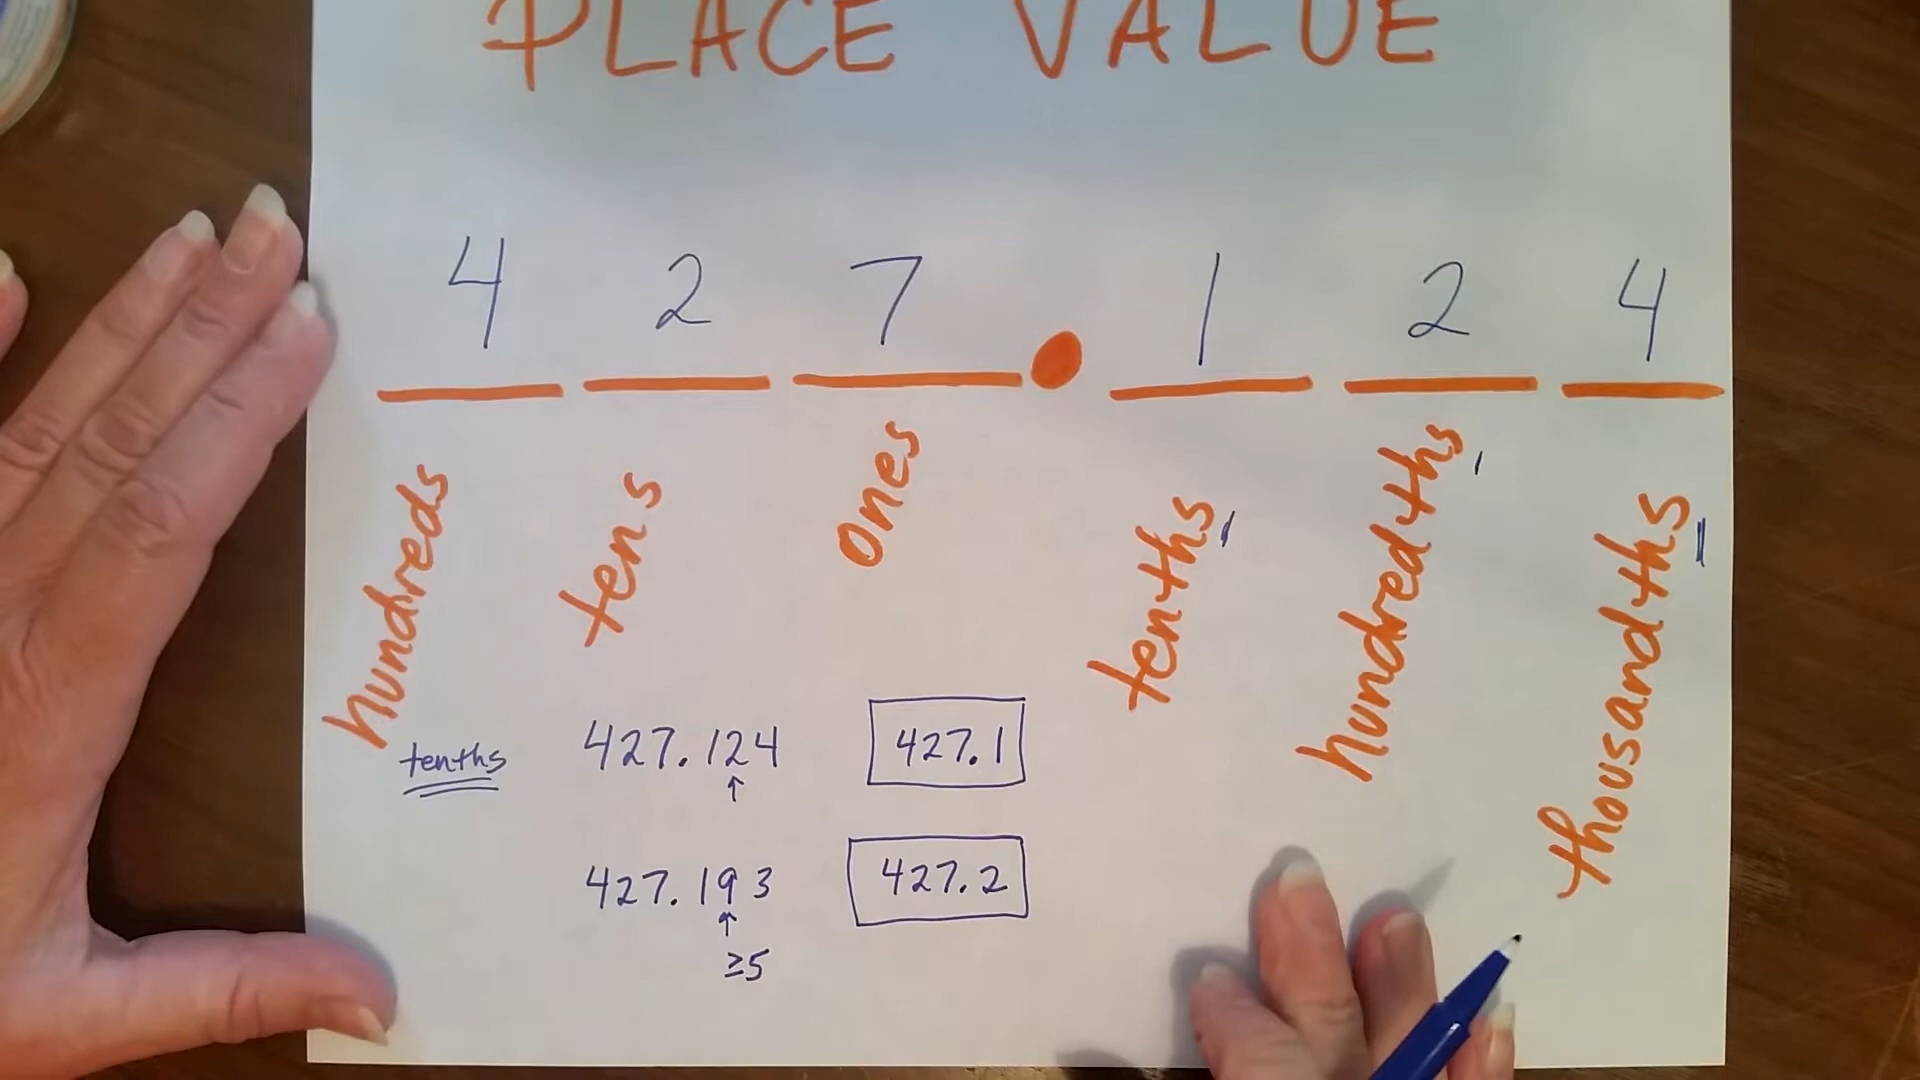 PLACE VALUE
4 2 7 . 1 2 4
hundreds tens ones tenths hundredths thousandths
tenths 427.124 427.1
↑
427.193 427.2
↑
≥5